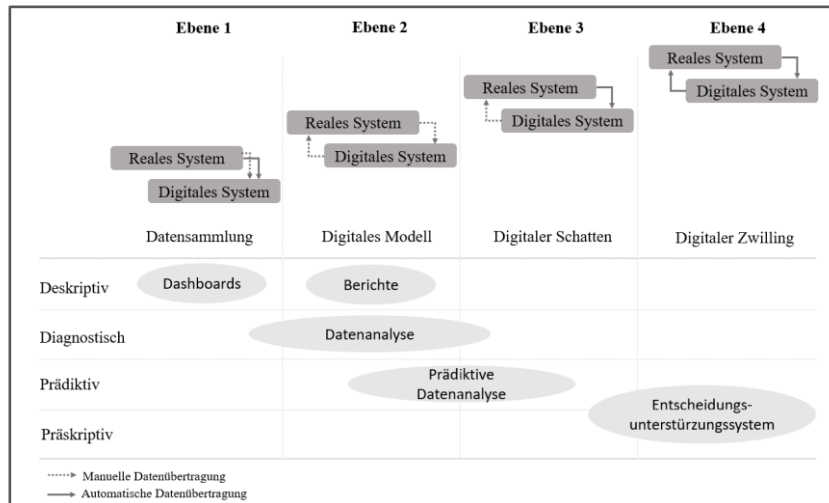 Ebene 1
Ebene 2
Ebene 3
Ebene 4
Reales System
Digitales System
Reales System
Digitales System
Reales System
Digitales System
Reales System
Digitales System
Datensammlung
Digitales Modell
Digitaler Schatten
Digitaler Zwilling
Deskriptiv
Dashboards
Berichte
Diagnostisch
Datenanalyse
Prädiktiv
Prädiktive
Datenanalyse
Präskriptiv
Entscheidungs-
unterstürzungssystem
Manuelle Datenübertragung
Automatische Datenübertragung